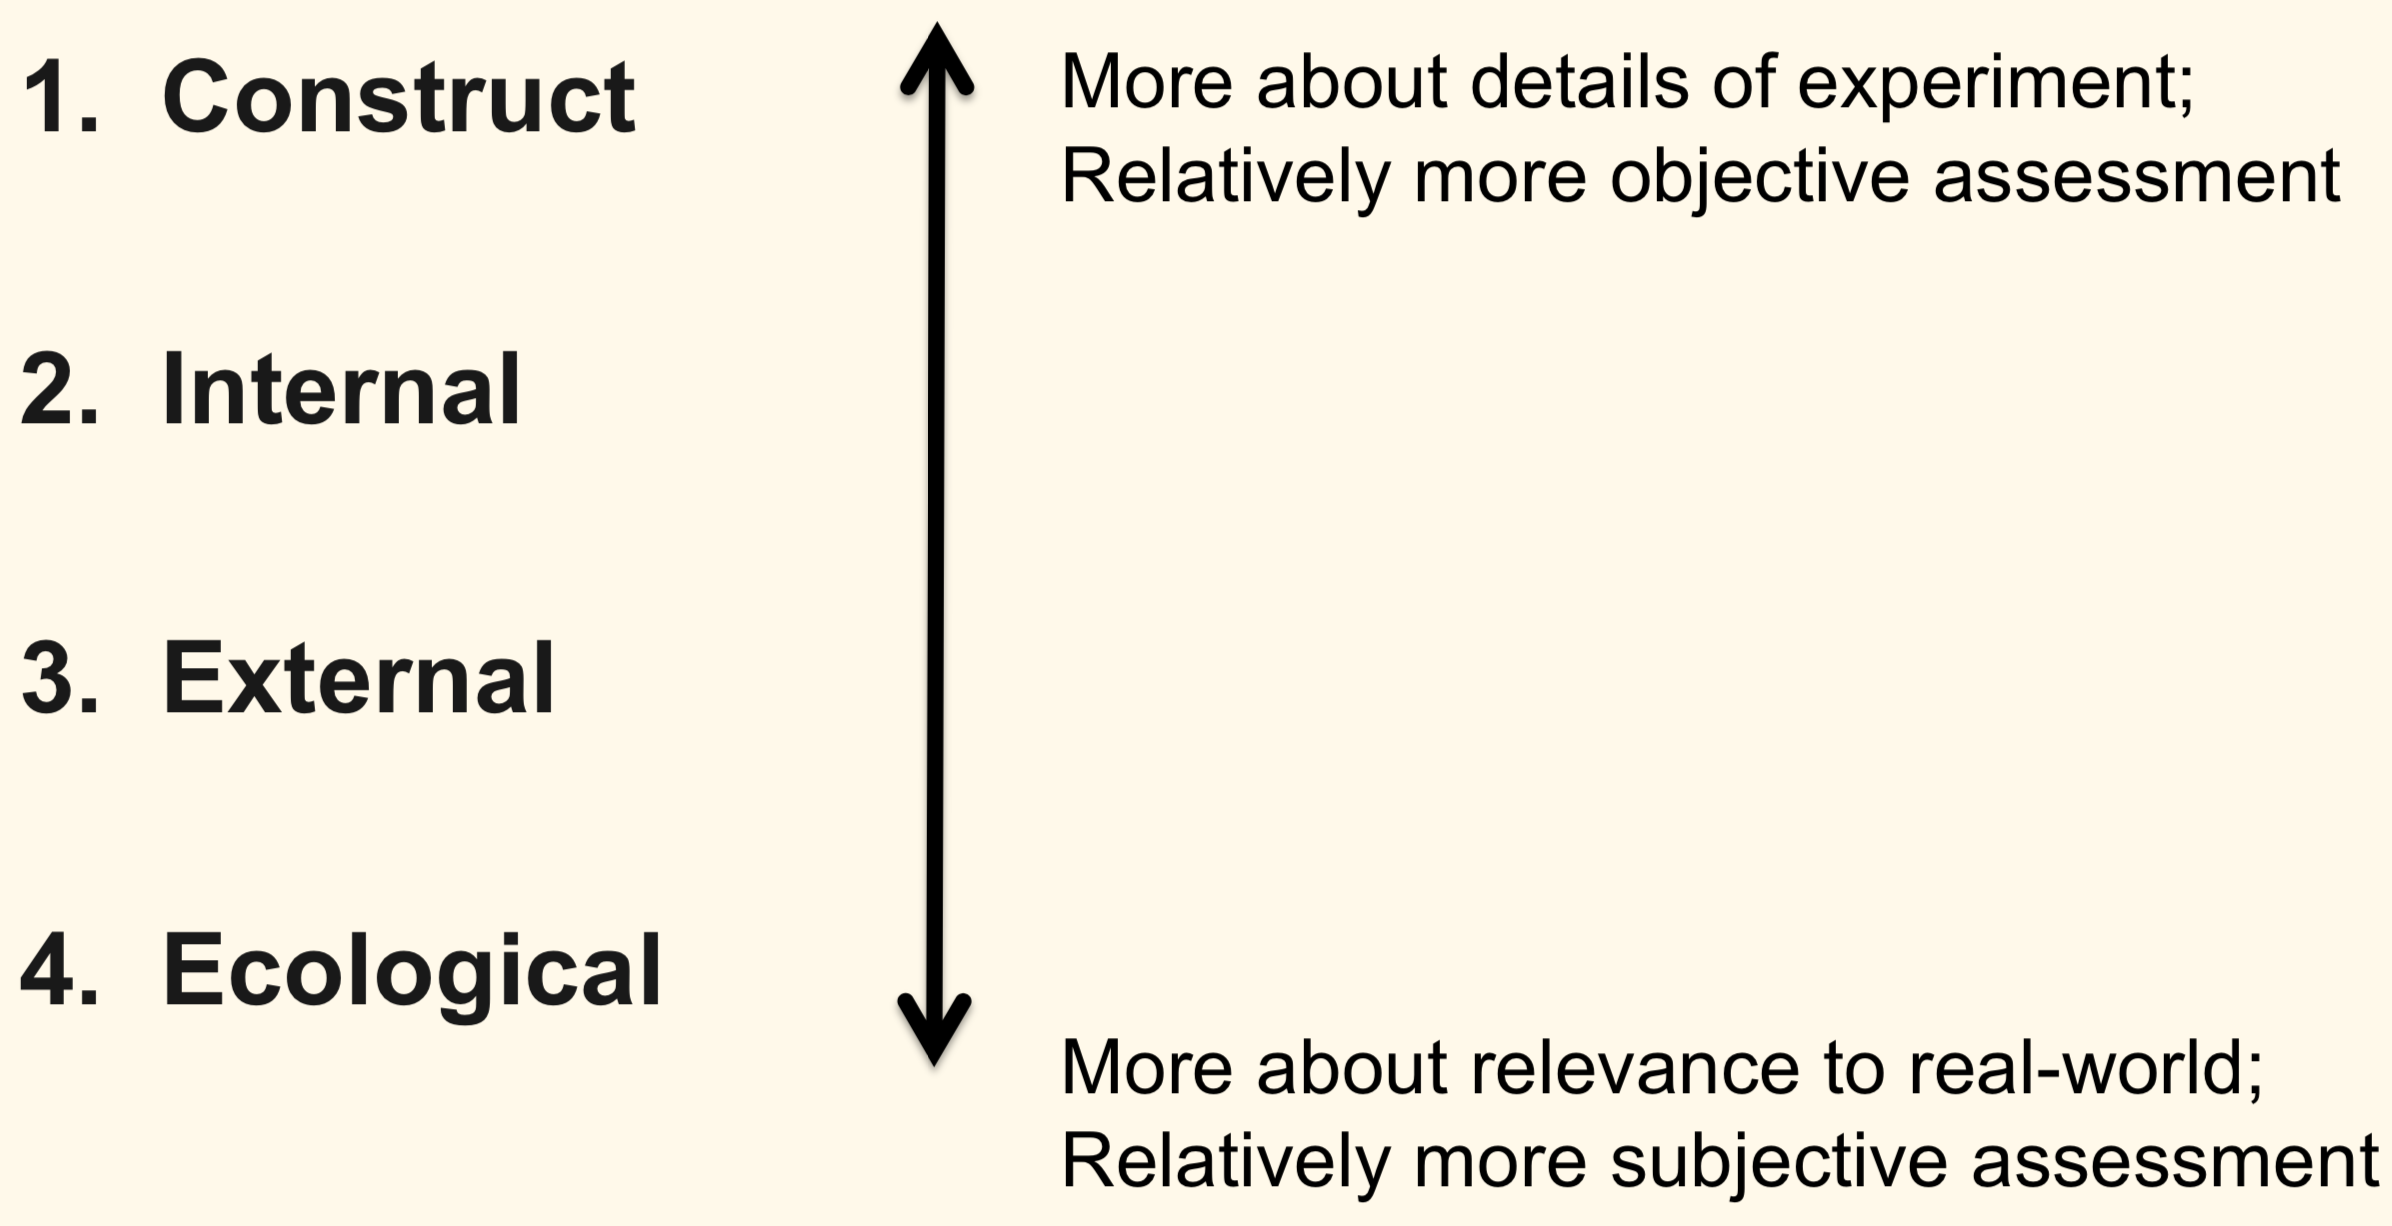 1. Construct
More about details of experiment;
Relatively more objective assessment
2. Internal
3. External
4. Ecological
More about relevance to real-world;
Relatively more subjective assessment